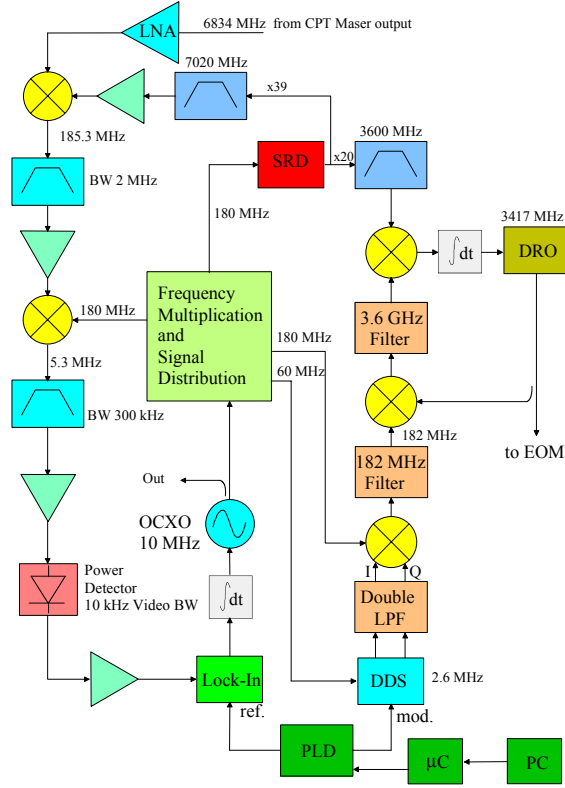 LNA
6834 MHz from CPT Maser output
7020 MHz
x39
185.3 MHz
SRD
x20
3600 MHz
BW 2 MHz
180 MHz
3417 MHz
∫dt
DRO
Frequency
Multiplication
and
Signal
Distribution
180 MHz
180 MHz
60 MHz
3.6 GHz
Filter
5.3 MHz
BW 300 kHz
182 MHz
to EOM
182 MHz
Filter
Out
OCXO
10 MHz
I
Q
Power
Detector
10 kHz Video BW
∫dt
Double
LPF
Lock-In
ref.
DDS
2.6 MHz
mod.
PLD
µC
PC